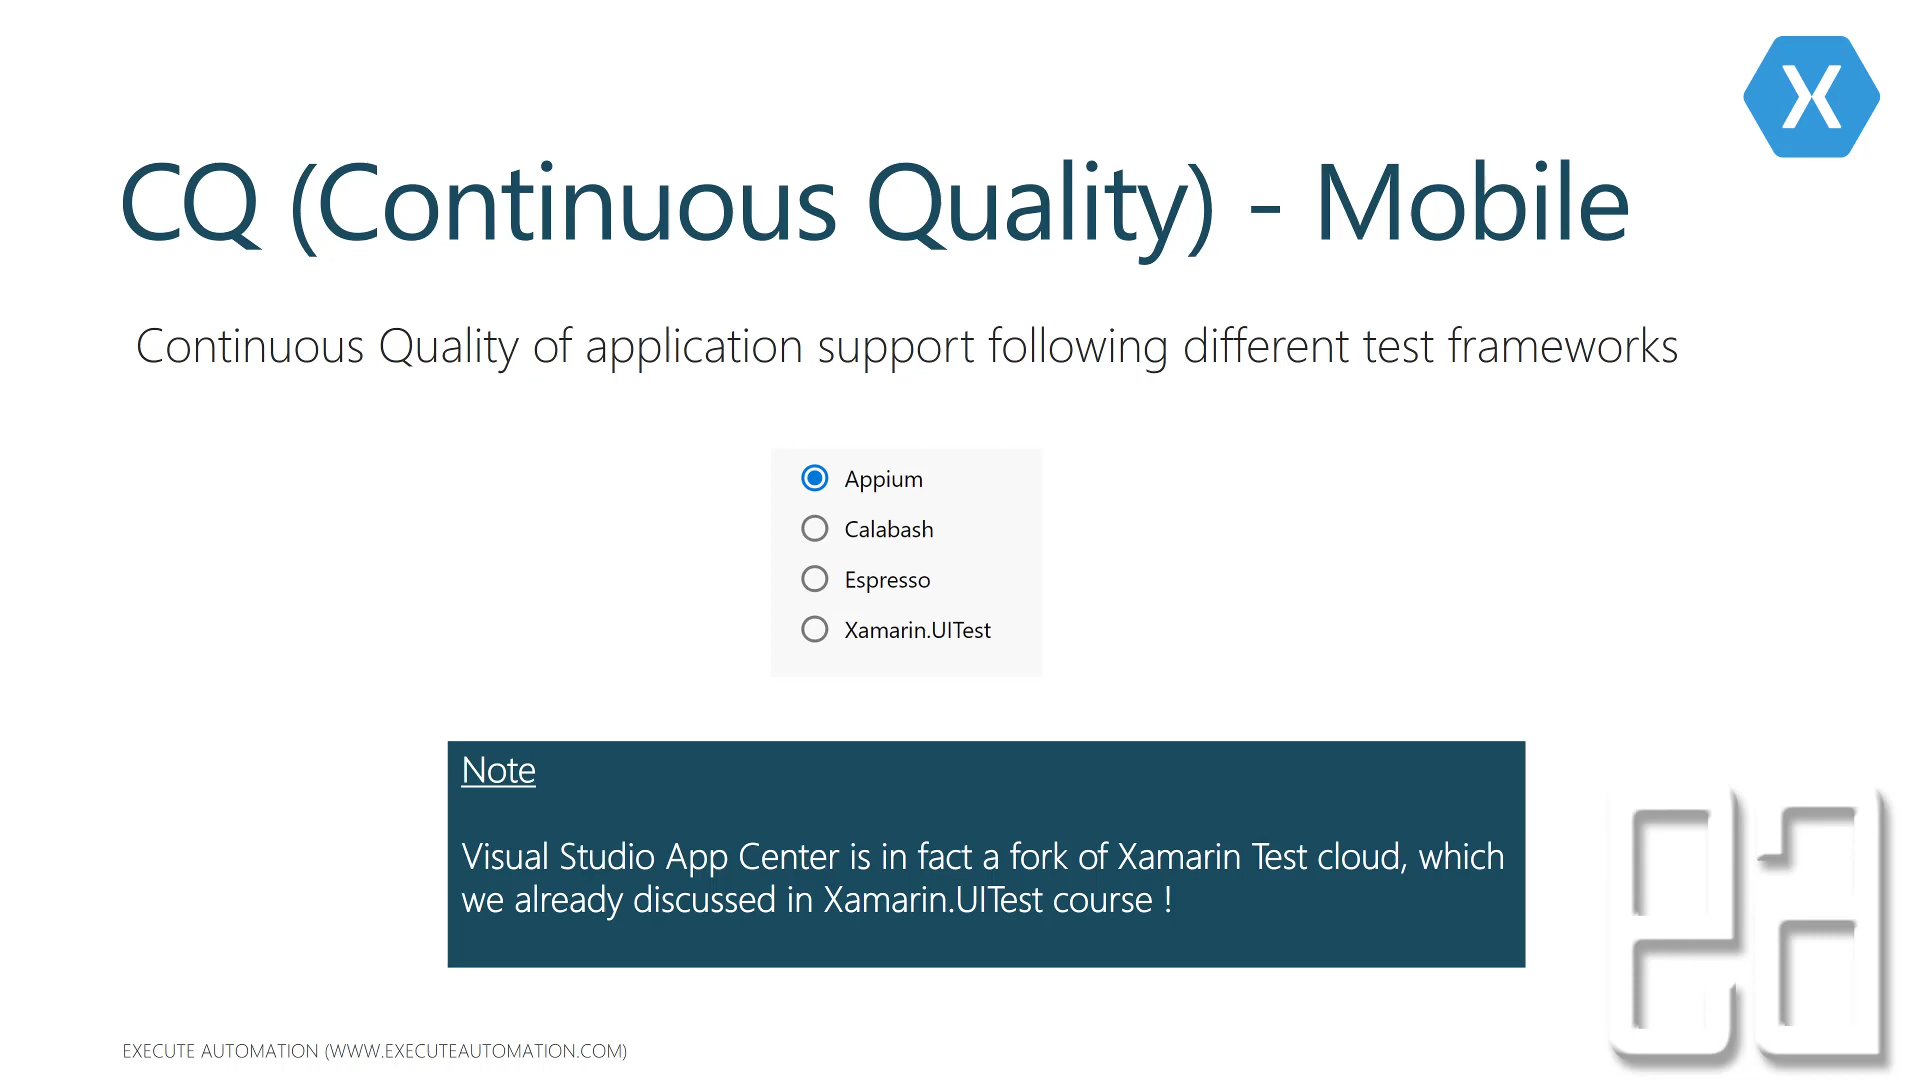 X
CQ (Continuous Quality) - Mobile
Continuous Quality of application support following different test frameworks
Appium
Calabash
Espresso
Xamarin.UITest
Note
Visual Studio App Center is in fact a fork of Xamarin Test cloud, which
we already discussed in Xamarin.UITest course !
ea
EXECUTE AUTOMATION (WWW.EXECUTEAUTOMATION.COM)